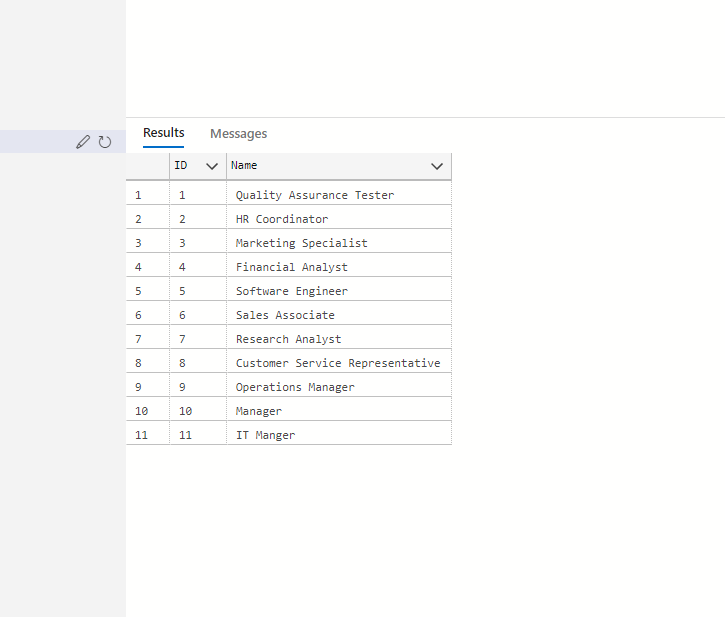 Results Messages
ID Name
1 1 Quality Assurance Tester
2 2 HR Coordinator
3 3 Marketing Specialist
4 4 Financial Analyst
5 5 Software Engineer
6 6 Sales Associate
7 7 Research Analyst
8 8 Customer Service Representative
9 9 Operations Manager
10 10 Manager
11 11 IT Manger